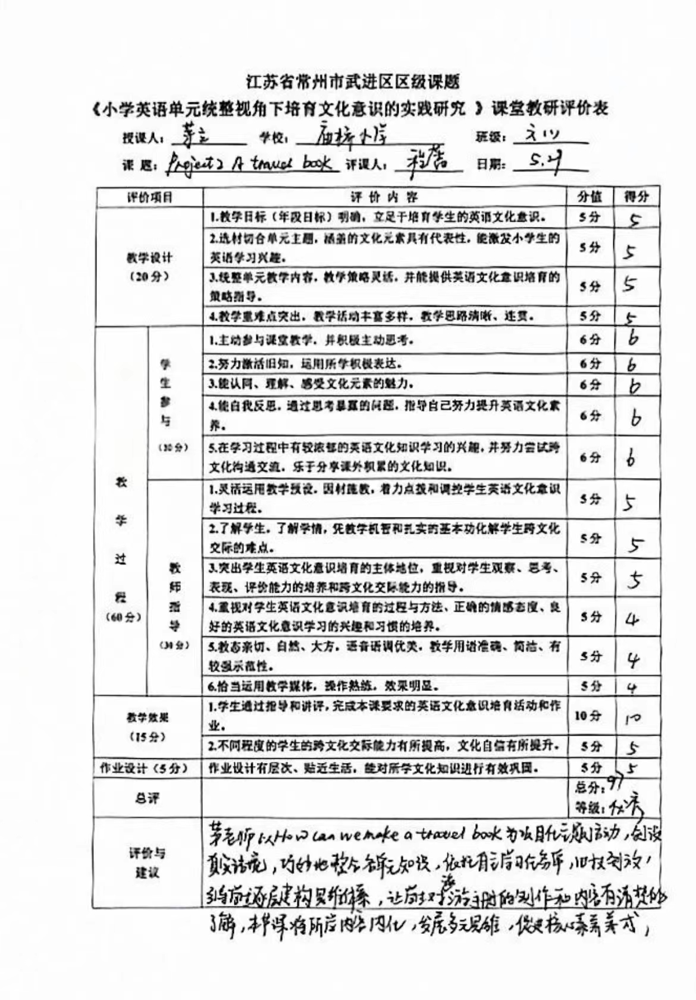 江苏省常州市武进区区级课题
《小学英语单元统整视角下培育文化意识的实践研究 》课堂教研评价表
授课人： 学校： 小学 班级：
课 题：Project2 A travel book 评课人： 日期：5.29
评价项目 评 价 内 容 分值 得分
教学设计
（20分）
1.教学目标（年段目标）明确，立足于培育学生的英语文化意识。 5分 5
2.选材切合单元主题，涵盖的文化元素具有代表性，能激发小学生的
英语学习兴趣。 5分 5
3.统整单元教学内容，教学策略灵活，并能提供英语文化意识培育的
策略指导。 5分 5
4.教学重难点突出，教学活动丰富多样，教学思路清晰、连贯。 5分 5
教学过程
（60分）
学生参与
（30分）
1.主动参与课堂教学，并积极主动思考。 6分 6
2.努力激活旧知，运用所学积极表达。 6分 6
3.能认同、理解、感受文化元素的魅力。 6分 6
4.能自我反思，通过思考暴露的问题，指导自己努力提升英语文化素
养。 6分 6
5.在学习过程中有较浓郁的英语文化知识学习的兴趣，并努力尝试跨
文化沟通交流，乐于分享课外积累的文化知识。 6分 6
教师指导
（30分）
1.灵活运用教学预设，因材施教，着力点拨和调控学生英语文化意识
学习过程。 5分 5
2.了解学生，了解学情，凭教学机智和扎实的基本功化解学生跨文化
交际的难点。 5分 5
3.突出学生英语文化意识培育的主体地位，重视对学生观察、思考、
表现、评价能力的培养和跨文化交际能力的指导。 5分 5
4.重视对学生英语文化意识培育的过程与方法、正确的情感态度、良
好的英语文化意识学习的兴趣和习惯的培养。 5分 4
5.教态亲切、自然、大方，语音语调优美，教学用语准确、简洁、有
较强示范性。 5分 4
6.恰当运用教学媒体，操作熟练，效果明显。 5分 4
教学效果
（15分）
1.学生通过指导和讲评，完成本课要求的英语文化意识培育活动和作
业。 10分 10
2.不同程度的学生的跨文化交际能力有所提高，文化自信有所提升。 5分 5
作业设计（5分） 作业设计有层次、贴近生活，能对所学文化知识进行有效巩固。 5分 5
总评
总分：97
等级：优秀
评价与
建议
老师以How can we make a travel book为项目化主题活动，创设
真实语境，巧妙地整合各单元知识，依托自主学习任务单，
学生逐层建构思维，让学生对旅游手册的制作和内容有清楚的
了解，本节课将所学内容内化，发展多元思维，促使核心素养养成，